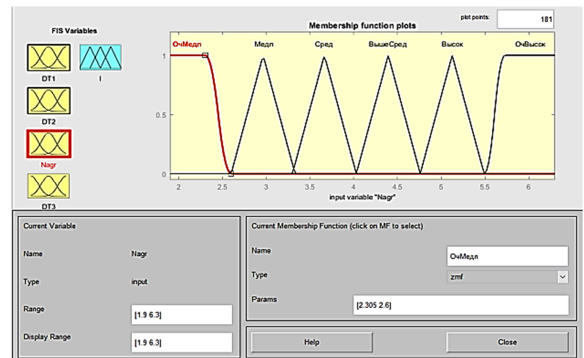 Membership function plots
plot points:
181
FIS Variables
DT1
I
DT2
Nagr
DT3
ОчМедл
Медл
Сред
ВышеСред
Высок
ОчВысок
1
0.5
0
2
2.5
3
3.5
4
4.5
5
5.5
6
input variable "Nagr"
Current Variable
Name
Nagr
Type
input
Range
[1.9 6.3]
Display Range
[1.9 6.3]
Current Membership Function (click on MF to select)
Name
ОчМедл
Type
zmf
Params
[2.305 2.6]
Help
Close